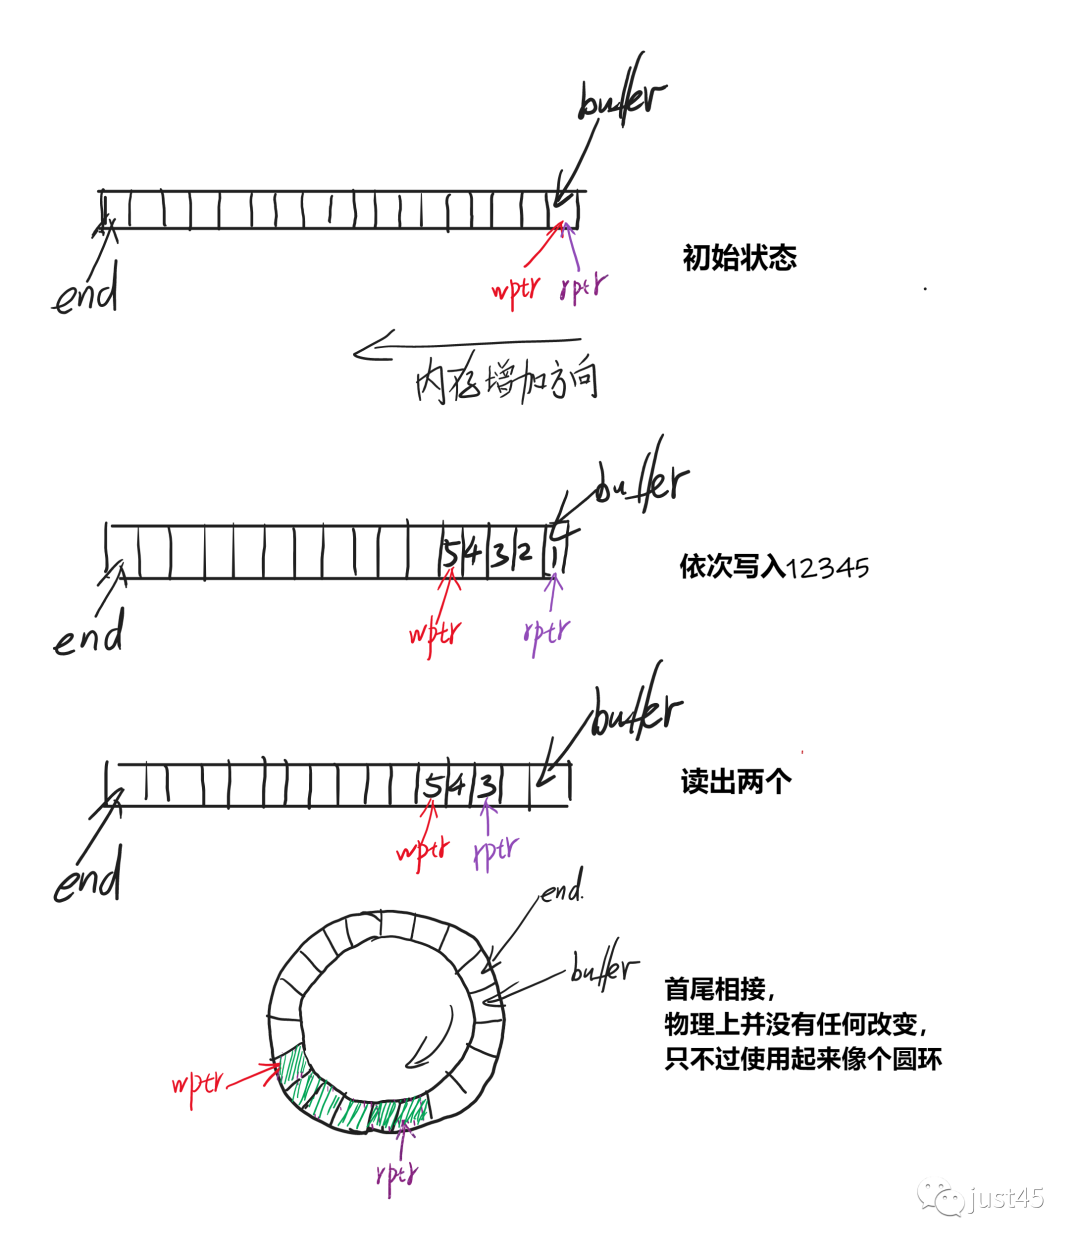 buffer
初始状态
wptr rptr
end
内存增加方向
buffer
5 4 3 2 1
依次写入12345
wptr rptr
end
buffer
5 4 3
读出两个
wptr rptr
end
end.
buffer
首尾相接，
物理上并没有任何改变，
只不过使用起来像个圆环
wptr
rptr
just45